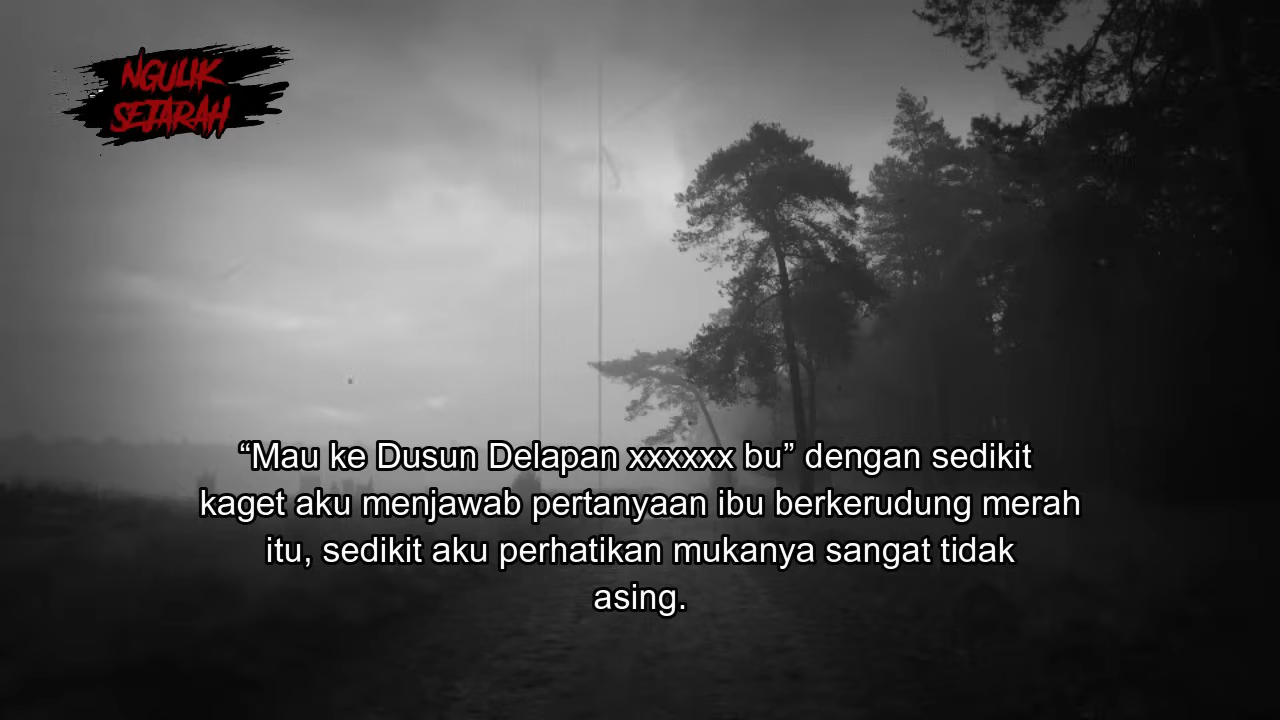 NGULIK
SEJARAH
“Mau ke Dusun Delapan xxxxxx bu” dengan sedikit
kaget aku menjawab pertanyaan ibu berkerudung merah
itu, sedikit aku perhatikan mukanya sangat tidak
asing.